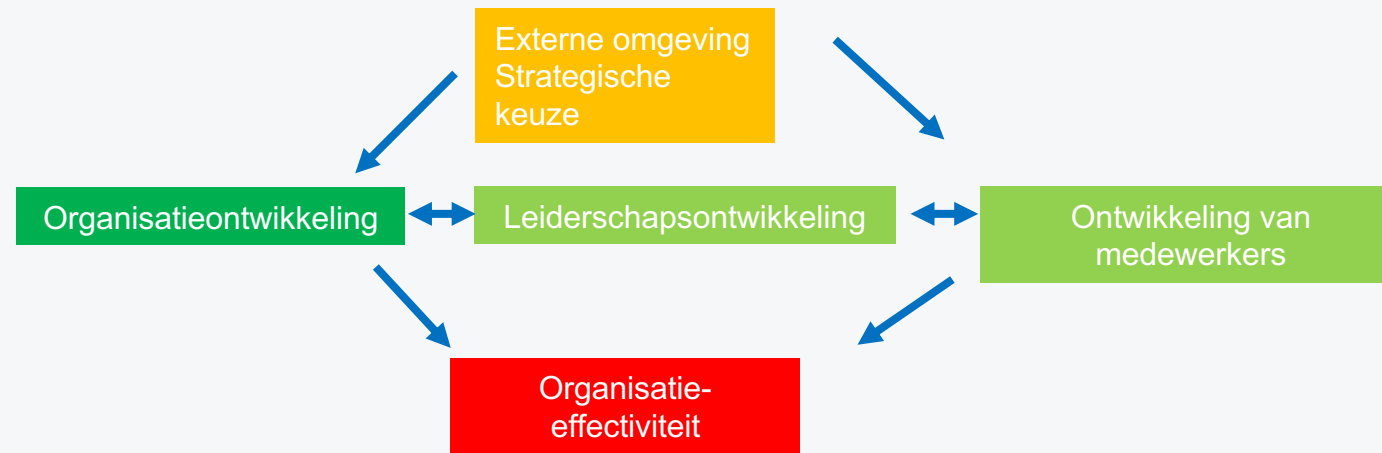 Externe omgeving
Strategische
keuze
Organisatieontwikkeling
Leiderschapsontwikkeling
Ontwikkeling van
medewerkers
Organisatie-
effectiviteit